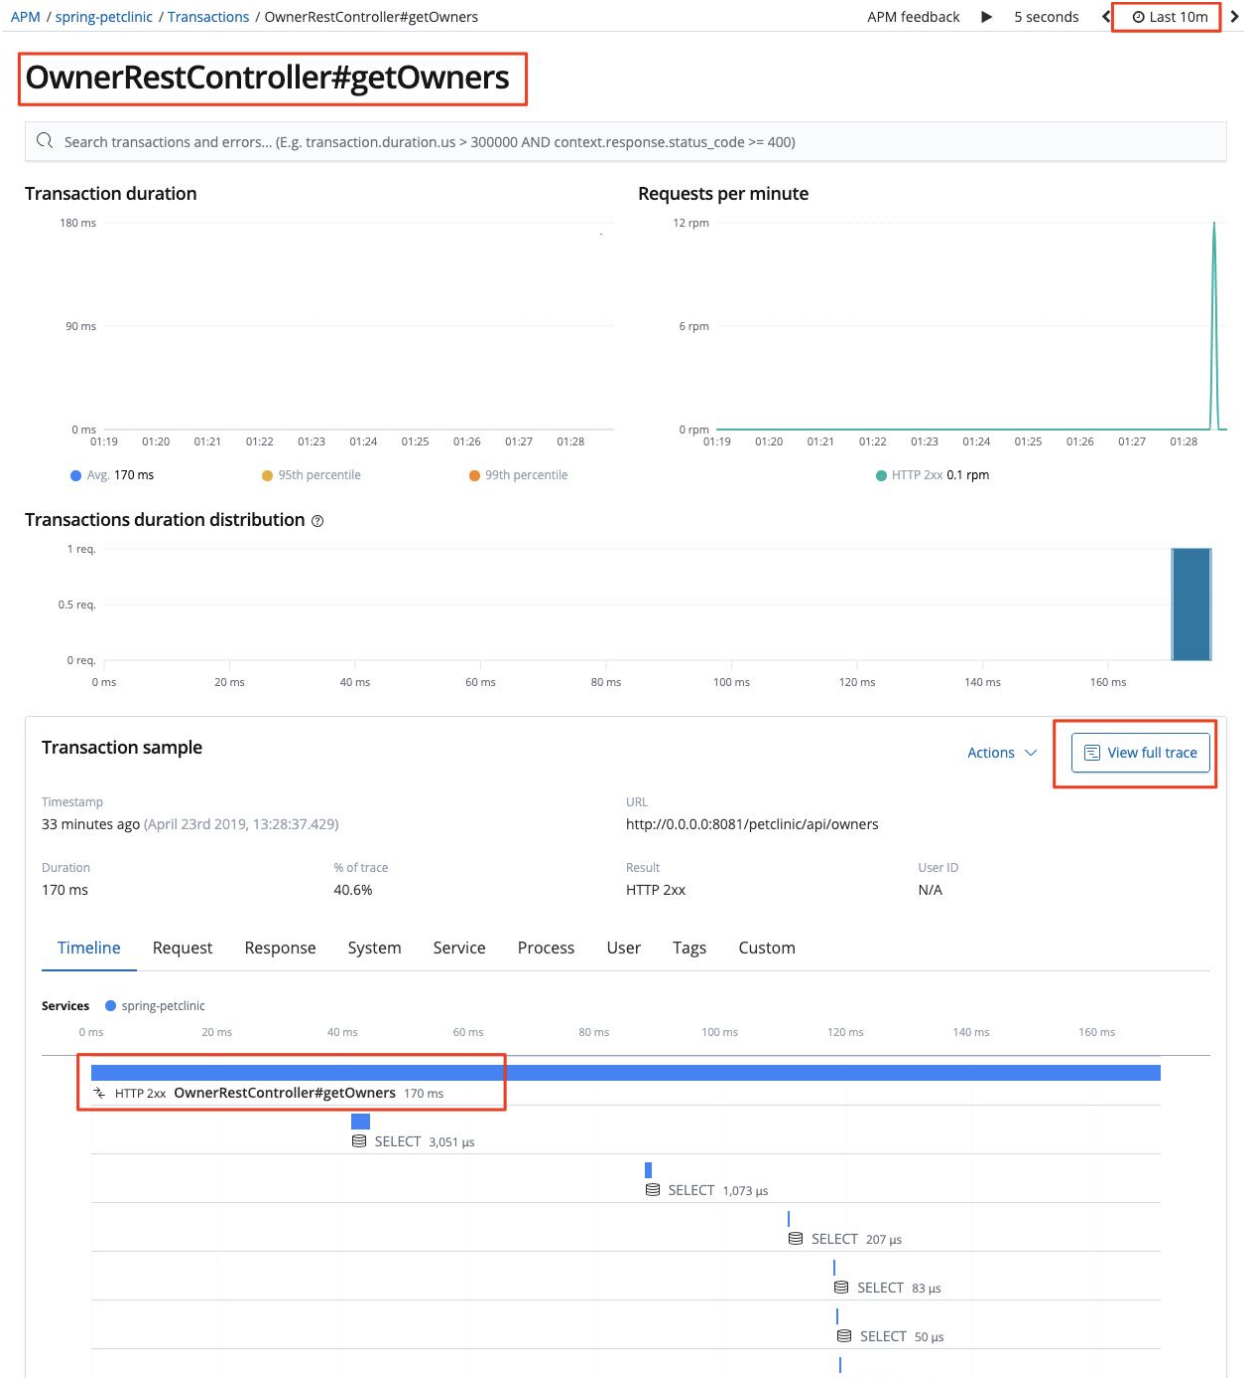 APM / spring-petclinic / Transactions / OwnerRestController#getOwners APM feedback 5 seconds Last 10m
OwnerRestController#getOwners
Search transactions and errors... (E.g. transaction.duration.us > 300000 AND context.response.status_code >= 400)
Transaction duration
180 ms
90 ms
0 ms
01:19 01:20 01:21 01:22 01:23 01:24 01:25 01:26 01:27 01:28
Avg. 170 ms 95th percentile 99th percentile
Requests per minute
12 rpm
6 rpm
0 rpm
01:19 01:20 01:21 01:22 01:23 01:24 01:25 01:26 01:27 01:28
HTTP 2xx 0.1 rpm
Transactions duration distribution
1 req.
0.5 req.
0 req.
0 ms 20 ms 40 ms 60 ms 80 ms 100 ms 120 ms 140 ms 160 ms
Transaction sample
Actions View full trace
Timestamp
33 minutes ago (April 23rd 2019, 13:28:37.429)
URL
http://0.0.0.0:8081/petclinic/api/owners
Duration
170 ms
% of trace
40.6%
Result
HTTP 2xx
User ID
N/A
Timeline Request Response System Service Process User Tags Custom
Services spring-petclinic
0 ms 20 ms 40 ms 60 ms 80 ms 100 ms 120 ms 140 ms 160 ms
HTTP 2xx OwnerRestController#getOwners 170 ms
SELECT 3,051 μs
SELECT 1,073 μs
SELECT 207 μs
SELECT 83 μs
SELECT 50 μs